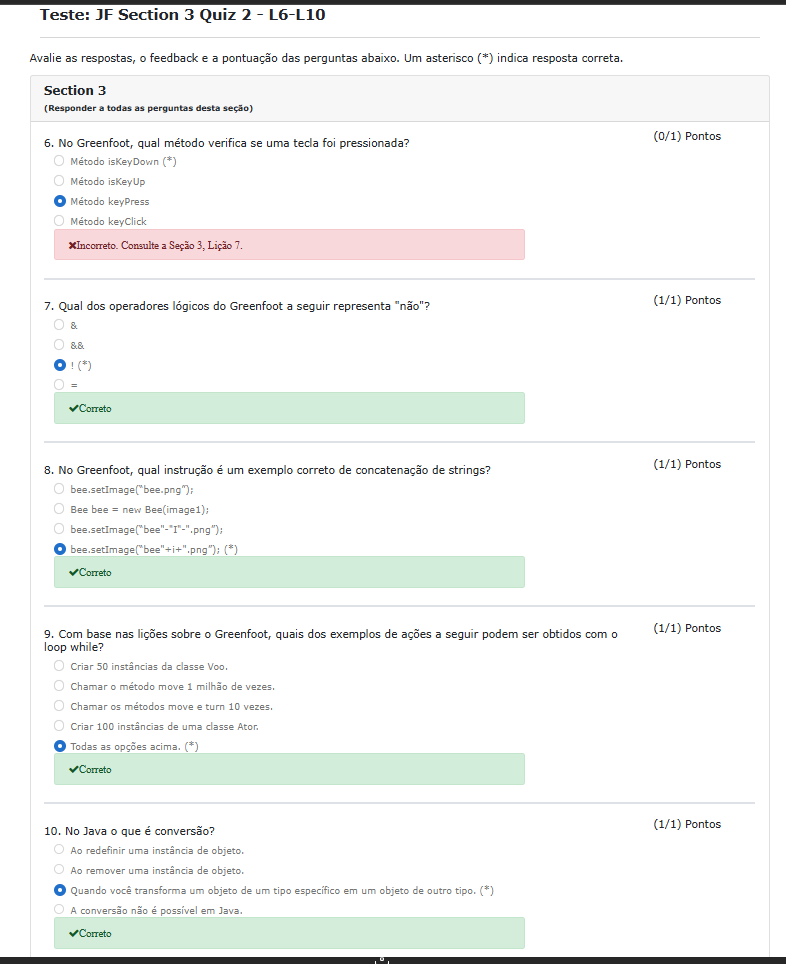 Teste: JF Section 3 Quiz 2 - L6-L10
Avalie as respostas, o feedback e a pontuação das perguntas abaixo. Um asterisco (*) indica resposta correta.
Section 3
(Responder a todas as perguntas desta seção)
6. No Greenfoot, qual método verifica se uma tecla foi pressionada?
(0/1) Pontos
Método isKeyDown (*)
Método isKeyUp
Método keyPress
Método keyClick
✖Incorreto. Consulte a Seção 3, Lição 7.
7. Qual dos operadores lógicos do Greenfoot a seguir representa "não"?
(1/1) Pontos
&
&&
! (*)
=
✔Correto
8. No Greenfoot, qual instrução é um exemplo correto de concatenação de strings?
(1/1) Pontos
bee.setImage("bee.png");
Bee bee = new Bee(image1);
bee.setImage("bee"-"I"-".png");
bee.setImage("bee"+i+".png"); (*)
✔Correto
9. Com base nas lições sobre o Greenfoot, quais dos exemplos de ações a seguir podem ser obtidos com o
loop while?
(1/1) Pontos
Criar 50 instâncias da classe Voo.
Chamar o método move 1 milhão de vezes.
Chamar os métodos move e turn 10 vezes.
Criar 100 instâncias de uma classe Ator.
Todas as opções acima. (*)
✔Correto
10. No Java o que é conversão?
(1/1) Pontos
Ao redefinir uma instância de objeto.
Ao remover uma instância de objeto.
Quando você transforma um objeto de um tipo específico em um objeto de outro tipo. (*)
A conversão não é possível em Java.
✔Correto